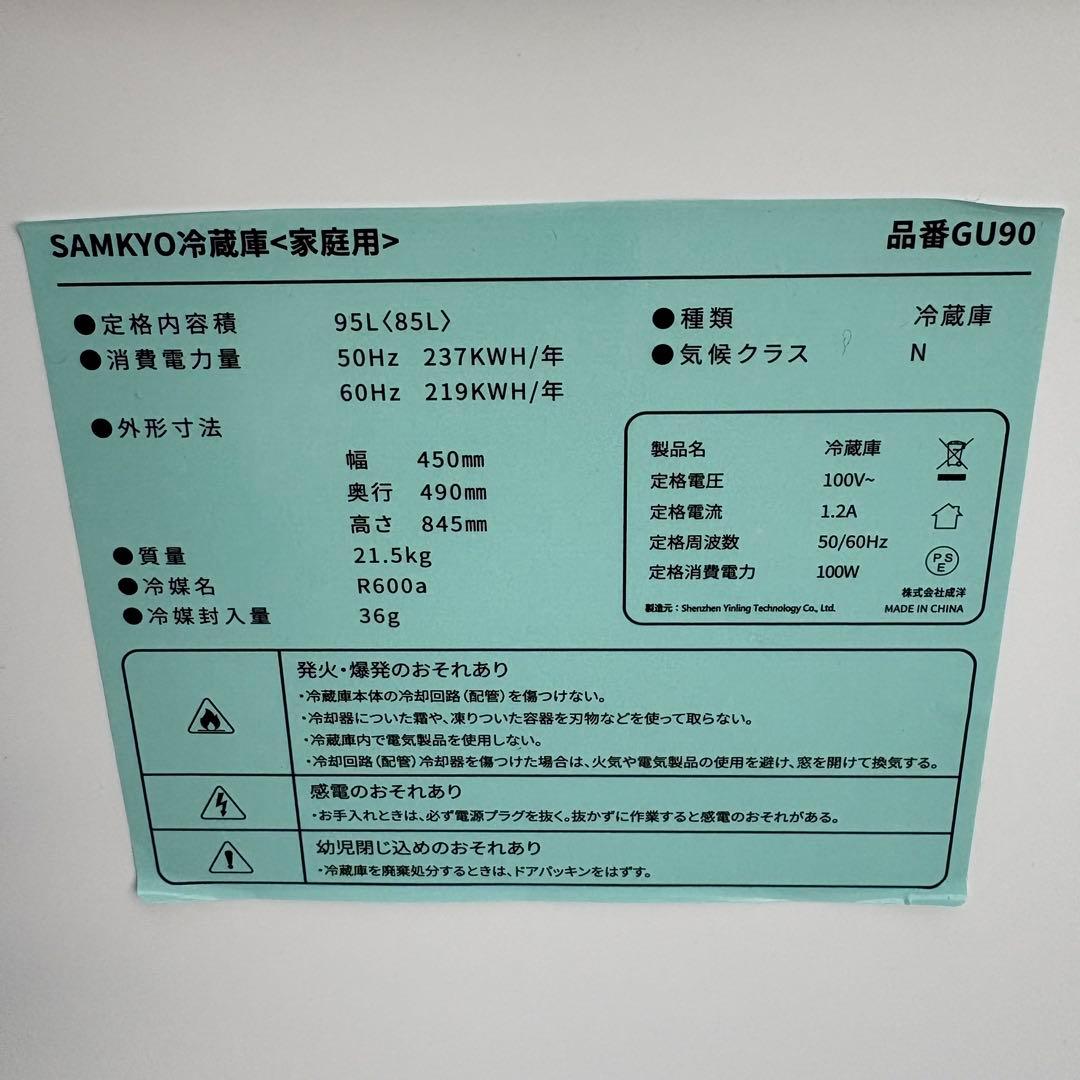 SAMKYO冷蔵庫<家庭用>
品番GU90
●定格内容積 95L〈85L〉
●消費電力量 50Hz 237KWH/年
60Hz 219KWH/年
●外形寸法
幅 450㎜
奥行 490㎜
高さ 845㎜
●質量 21.5kg
●冷媒名 R600a
●冷媒封入量 36g
●種類 冷蔵庫
●気候クラス N
製品名 冷蔵庫
定格電圧 100V~
定格電流 1.2A
定格周波数 50/60Hz
定格消費電力 100W
PS
E
株式会社成洋
製造元：Shenzhen Yinling Technology Co., Ltd. MADE IN CHINA
発火・爆発のおそれあり
・冷蔵庫本体の冷却回路（配管）を傷つけない。
・冷却器についた霜や、凍りついた容器を刃物などを使って取らない。
・冷蔵庫内で電気製品を使用しない。
・冷却回路（配管）冷却器を傷つけた場合は、火気や電気製品の使用を避け、窓を開けて換気する。
感電のおそれあり
・お手入れときは、必ず電源プラグを抜く。抜かずに作業すると感電のおそれがある。
幼児閉じ込めのおそれあり
・冷蔵庫を廃棄処分するときは、ドアパッキンをはずす。